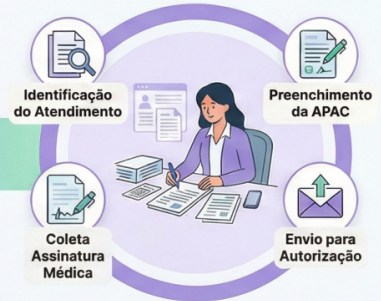 Identificação
do Atendimento
Preenchimento
da APAC
Coleta
Assinatura
Médica
Envio para
Autorização